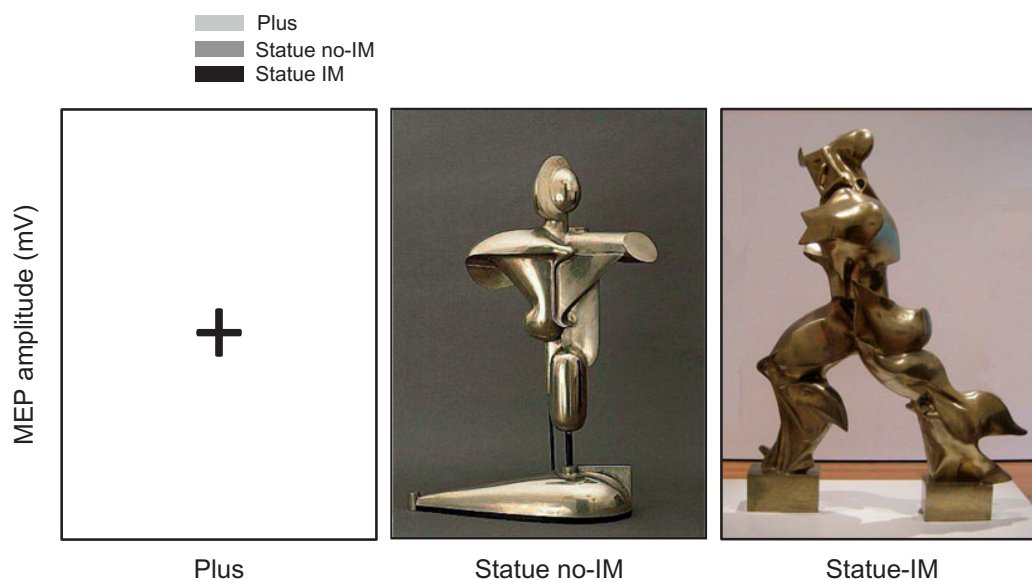 Plus
Statue no-IM
Statue IM
MEP amplitude (mV)
Plus
Statue no-IM
Statue-IM